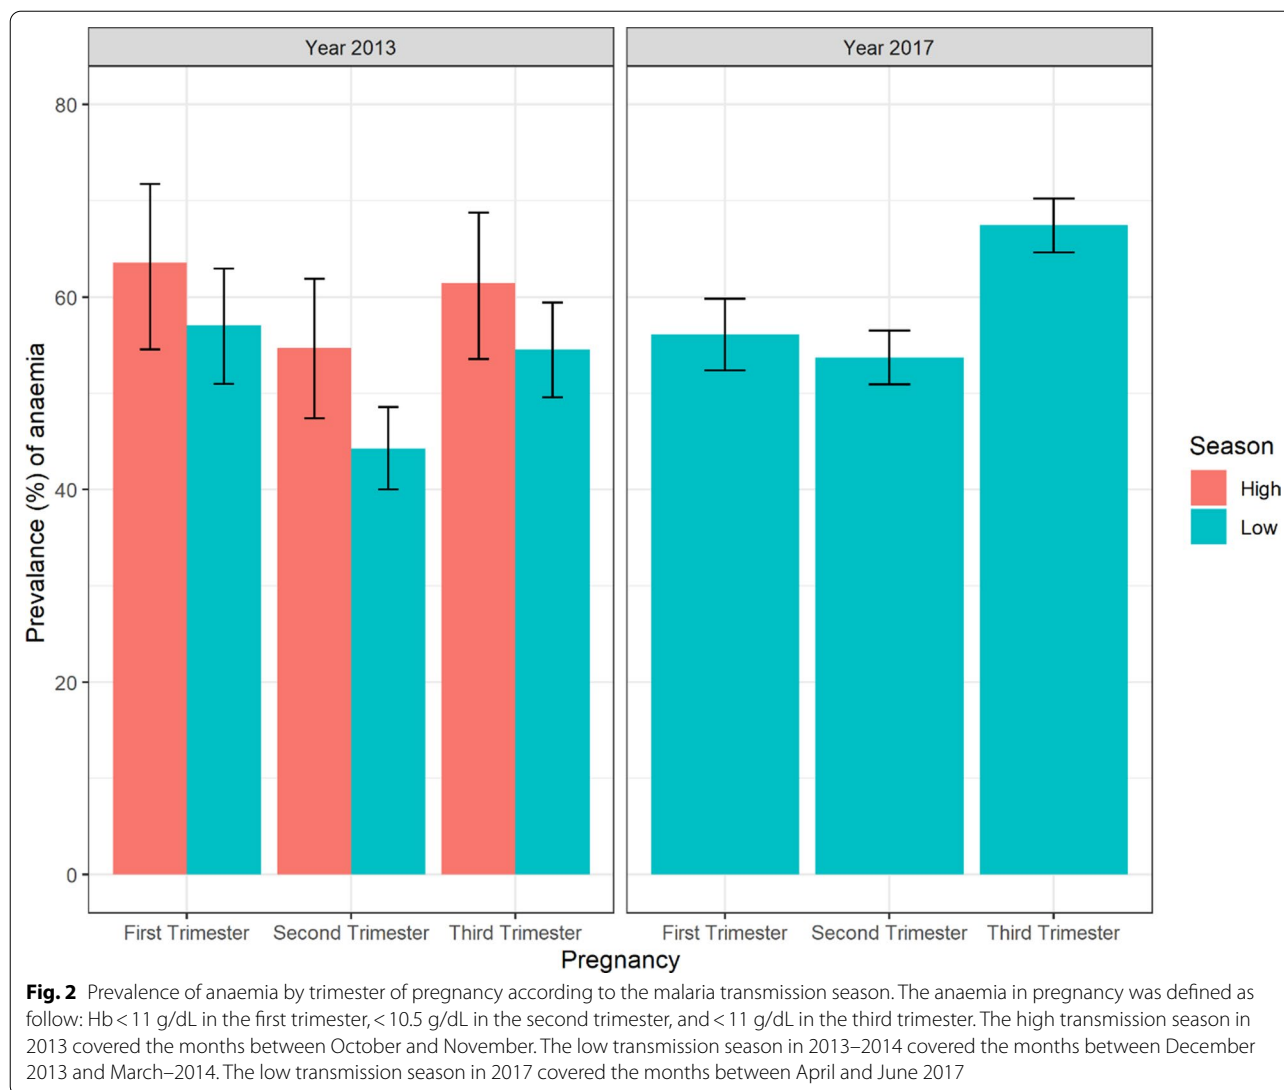 Year 2013
Year 2017
Prevalance (%) of anaemia
80
60
40
20
0
First Trimester Second Trimester Third Trimester
First Trimester Second Trimester Third Trimester
Pregnancy
Season
High
Low
Fig. 2 Prevalence of anaemia by trimester of pregnancy according to the malaria transmission season. The anaemia in pregnancy was defined as
follow: Hb < 11 g/dL in the first trimester, < 10.5 g/dL in the second trimester, and < 11 g/dL in the third trimester. The high transmission season in
2013 covered the months between October and November. The low transmission season in 2013–2014 covered the months between December
2013 and March–2014. The low transmission season in 2017 covered the months between April and June 2017